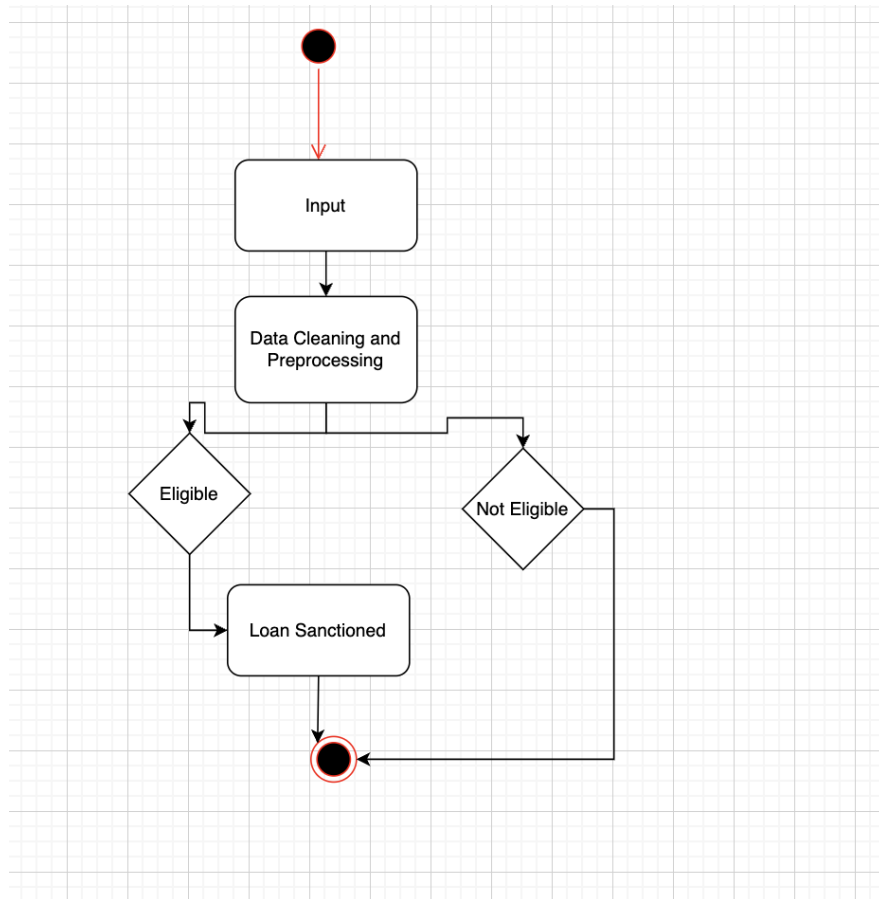 Input
Data Cleaning and
Preprocessing
Eligible
Not Eligible
Loan Sanctioned